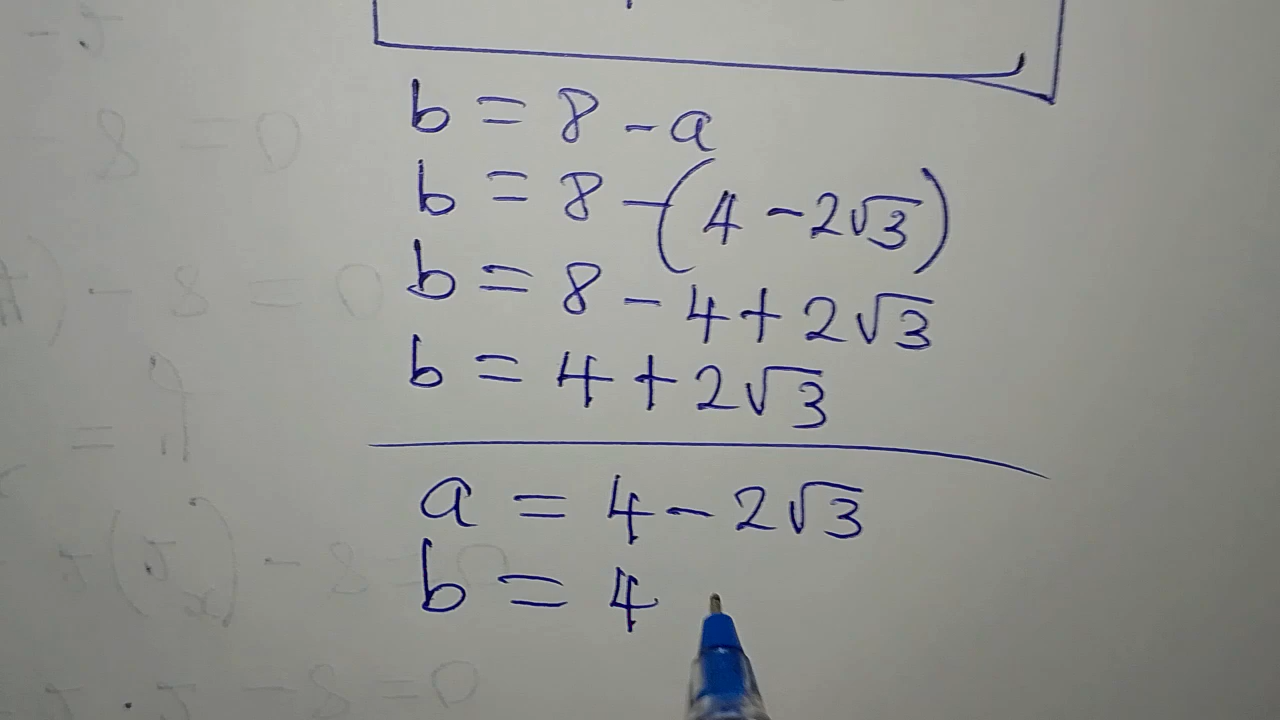 b = 8 - a
b = 8 - (4 - 2√3)
b = 8 - 4 + 2√3
b = 4 + 2√3
a = 4 - 2√3
b = 4